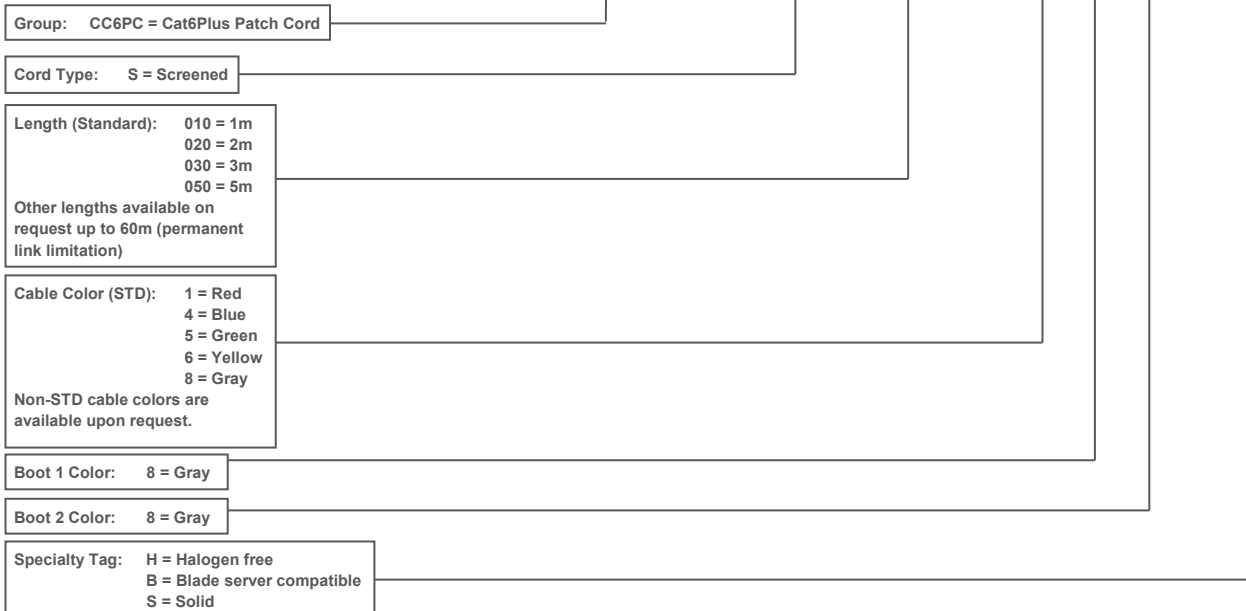 Group: CC6PC = Cat6Plus Patch Cord
Cord Type: S = Screened
Length (Standard): 010 = 1m
020 = 2m
030 = 3m
050 = 5m
Other lengths available on
request up to 60m (permanent
link limitation)
Cable Color (STD): 1 = Red
4 = Blue
5 = Green
6 = Yellow
8 = Gray
Non-STD cable colors are
available upon request.
Boot 1 Color: 8 = Gray
Boot 2 Color: 8 = Gray
Specialty Tag: H = Halogen free
B = Blade server compatible
S = Solid